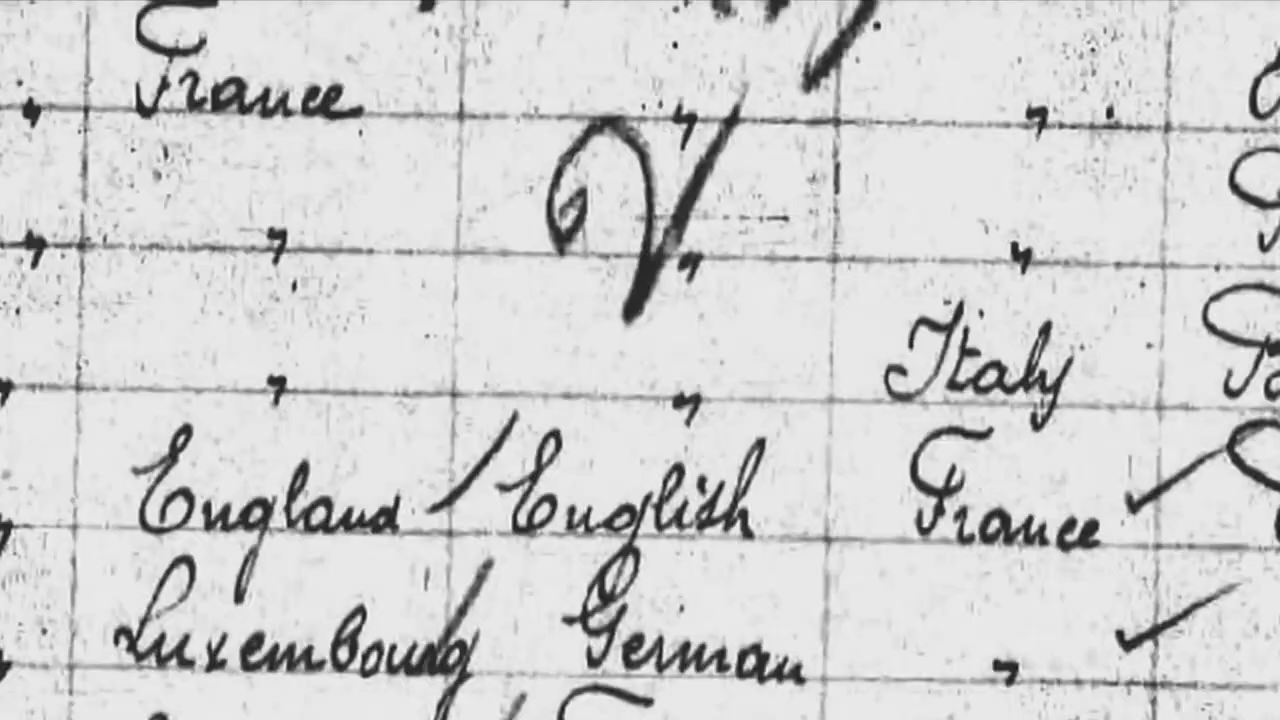 France
" " "
" " " "
" " " Italy
England English France
Luxembourg German "